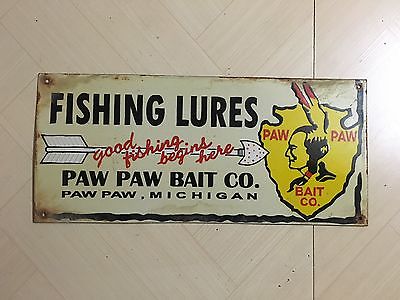 FISHING LURES
good
fishing
begins
here
PAW PAW BAIT CO.
PAW PAW, MICHIGAN
PAW PAW
BAIT
CO.